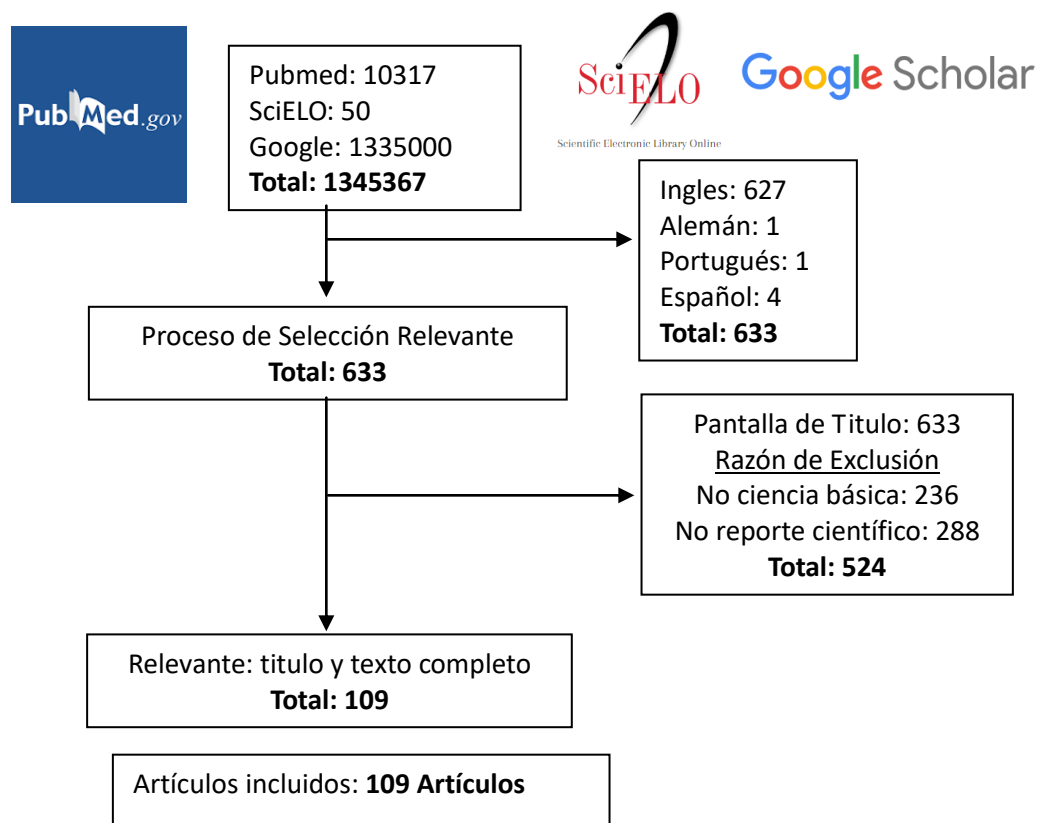 PubMed.gov
Pubmed: 10317
SciELO: 50
Google: 1335000
Total: 1345367
SciELO
Scientific Electronic Library Online
Google Scholar
Ingles: 627
Alemán: 1
Portugués: 1
Español: 4
Total: 633
Proceso de Selección Relevante
Total: 633
Pantalla de Titulo: 633
Razón de Exclusión
No ciencia básica: 236
No reporte científico: 288
Total: 524
Relevante: titulo y texto completo
Total: 109
Artículos incluidos: 109 Artículos